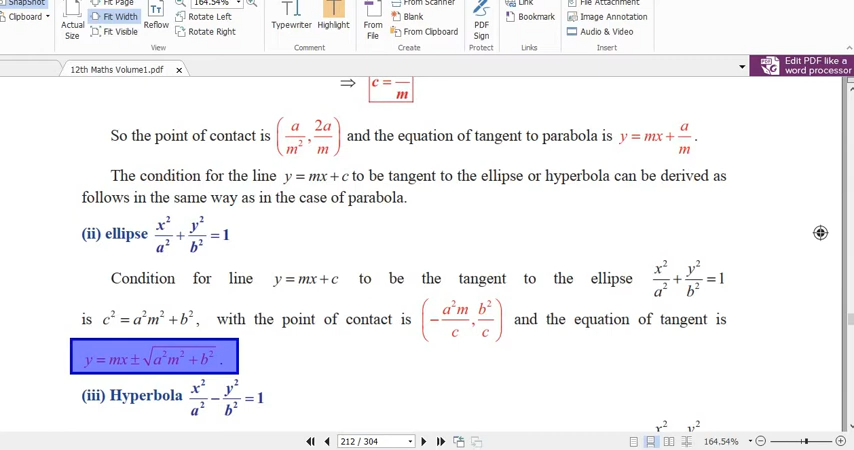 SnapShot
Clipboard
Actual Size
Fit Page
Fit Width
Fit Visible
164.54%
Reflow
Rotate Left
Rotate Right
View
Typewriter
Highlight
Comment
From File
From Scanner
Blank
From Clipboard
Create
PDF Sign
Protect
Link
Bookmark
Links
File Attachment
Image Annotation
Audio & Video
Insert
12th Maths Volume1.pdf
Edit PDF like a word processor
⇒ c = /m
So the point of contact is (a/m², 2a/m) and the equation of tangent to parabola is y = mx + a/m.
The condition for the line y = mx + c to be tangent to the ellipse or hyperbola can be derived as
follows in the same way as in the case of parabola.
(ii) ellipse x²/a² + y²/b² = 1
Condition for line y = mx + c to be the tangent to the ellipse x²/a² + y²/b² = 1
is c² = a²m² + b², with the point of contact is (−a²m/c, b²/c) and the equation of tangent is
y = mx ± √(a²m² + b²) .
(iii) Hyperbola x²/a² − y²/b² = 1
212 / 304
164.54%